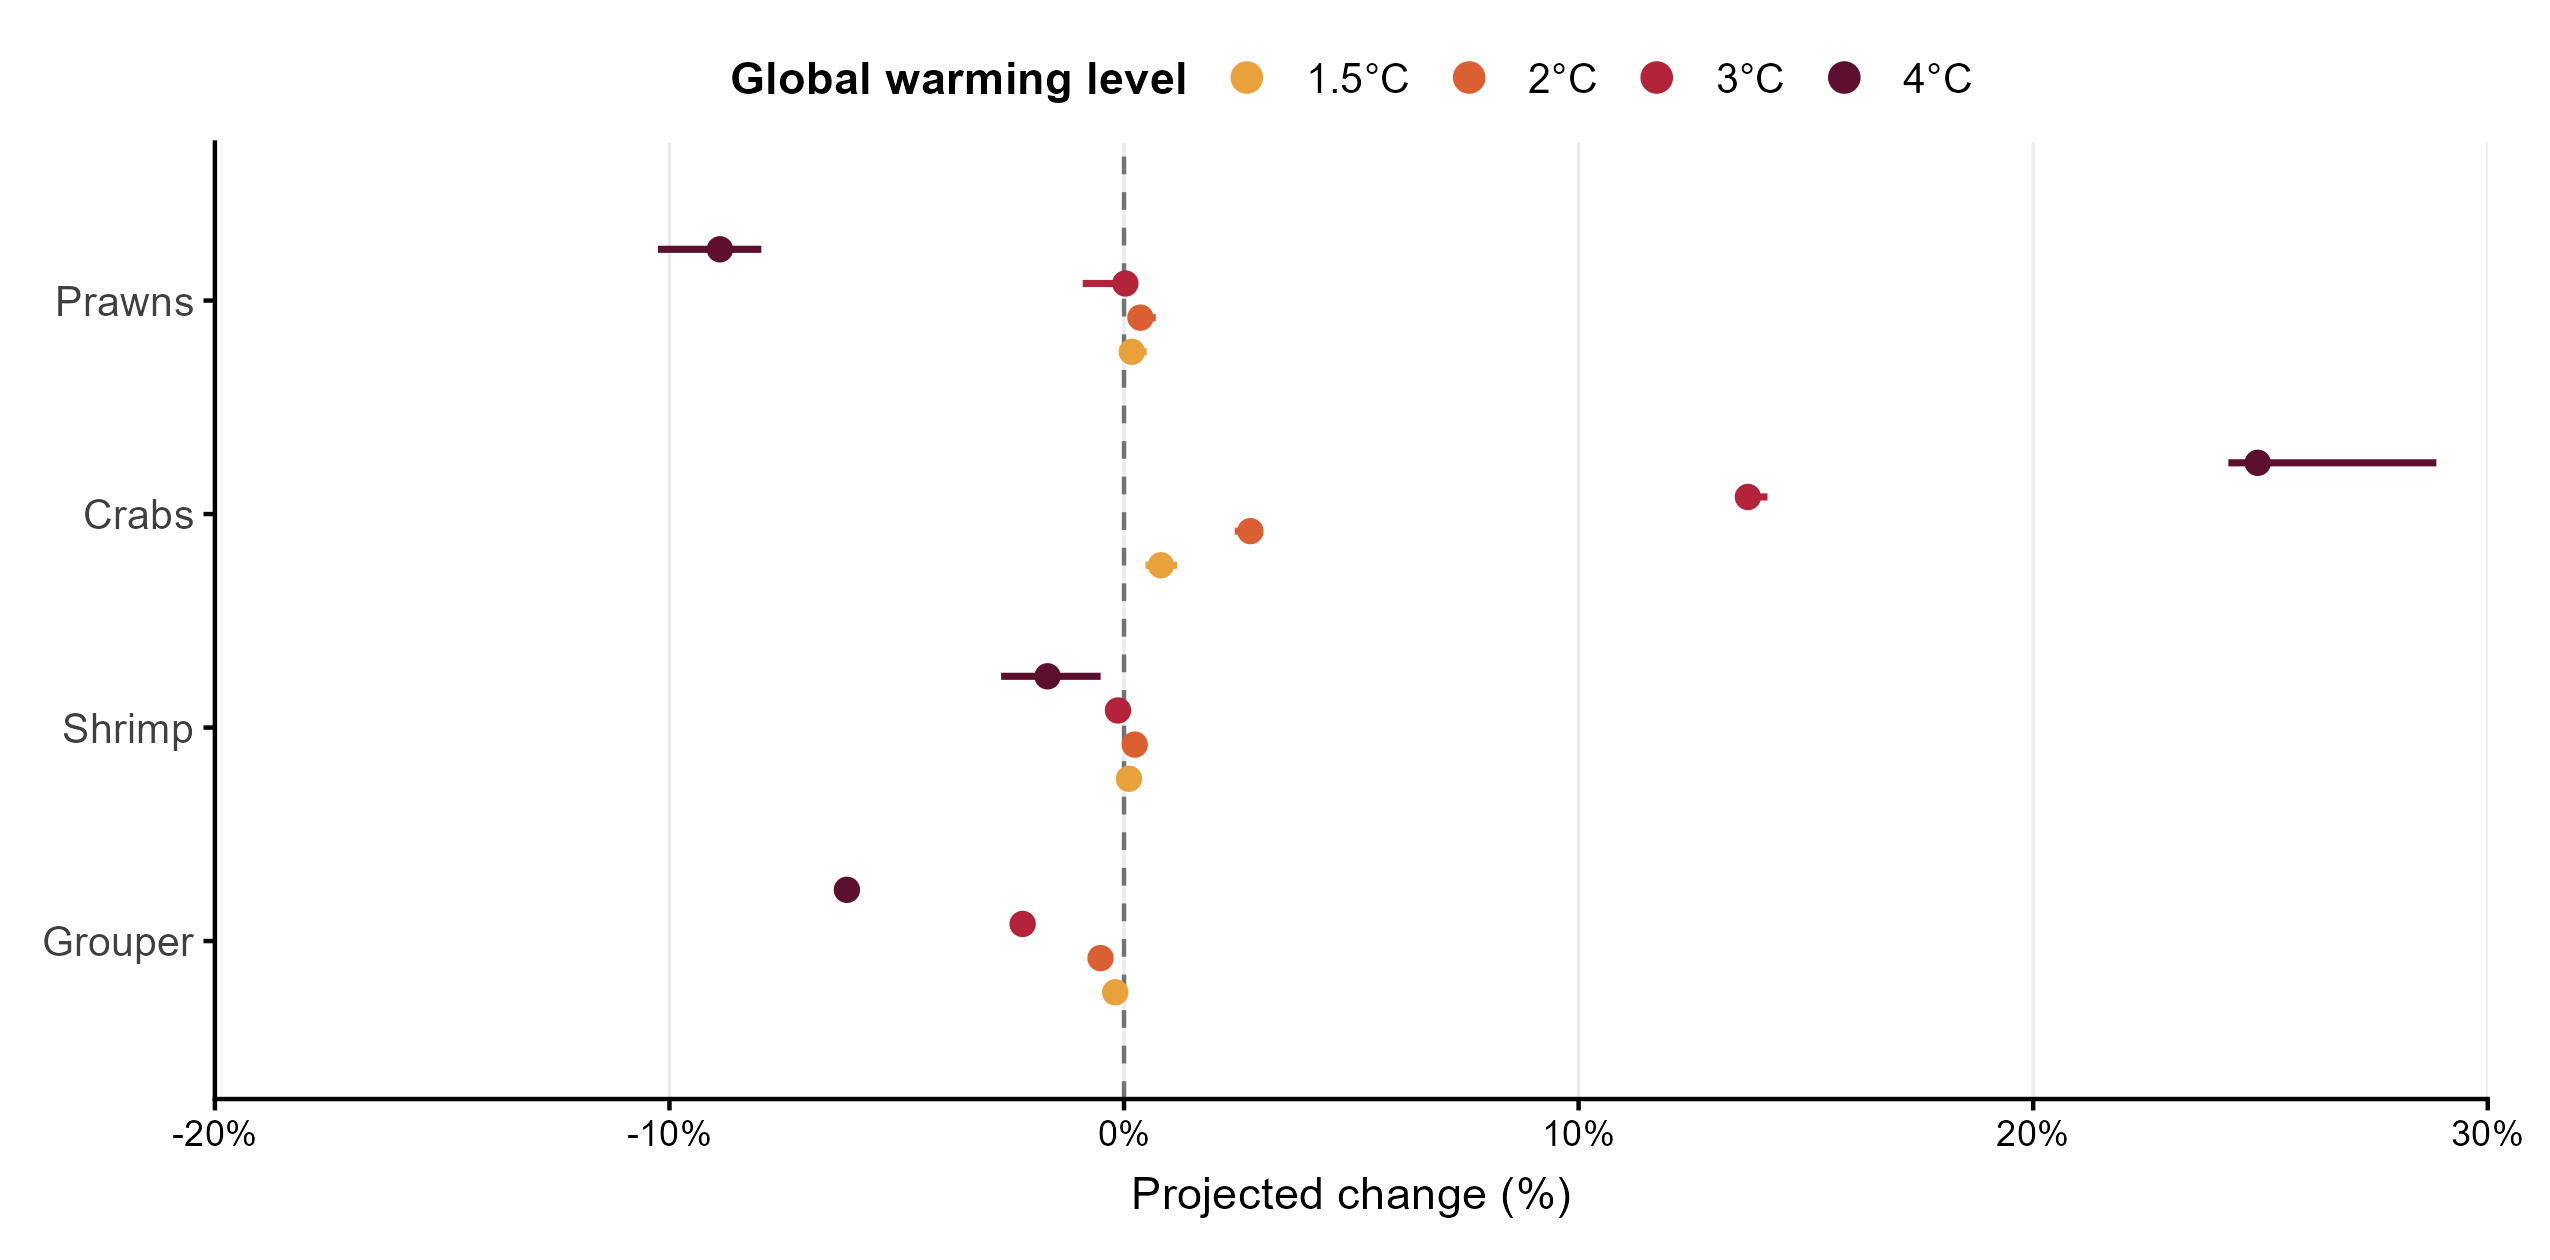 Global warming level 1.5°C 2°C 3°C 4°C
Prawns
Crabs
Shrimp
Grouper
-20% -10% 0% 10% 20% 30%
Projected change (%)